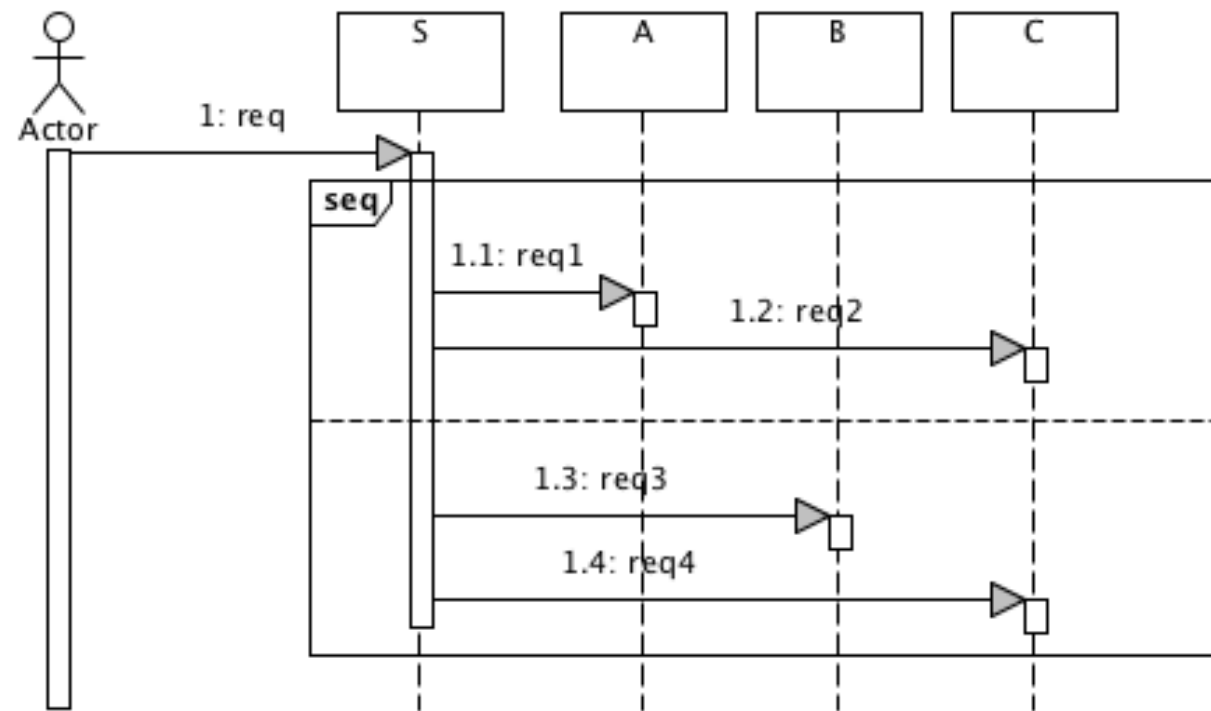 S
A
B
C
Actor
1: req
seq
1.1: req1
1.2: req2
1.3: req3
1.4: req4